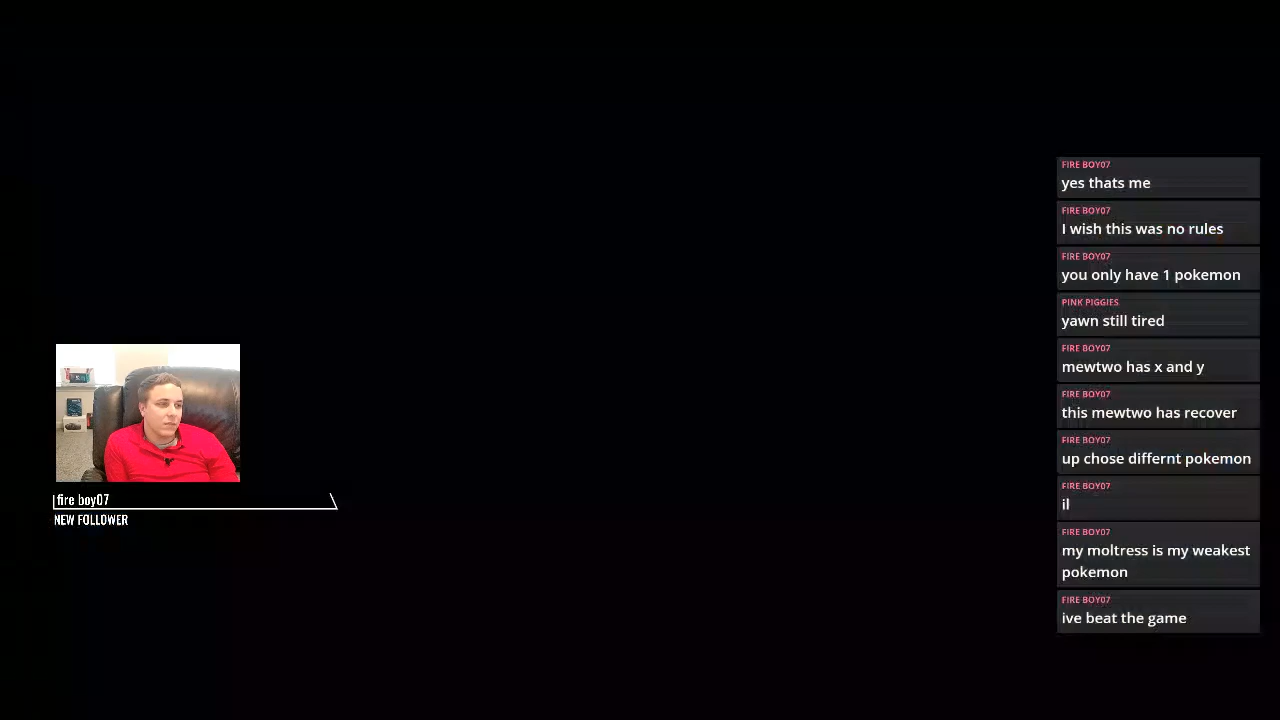 FIRE BOY07
yes thats me
FIRE BOY07
I wish this was no rules
FIRE BOY07
you only have 1 pokemon
PINK PIGGIES
yawn still tired
FIRE BOY07
mewtwo has x and y
FIRE BOY07
this mewtwo has recover
FIRE BOY07
up chose differnt pokemon
FIRE BOY07
il
FIRE BOY07
my moltress is my weakest
pokemon
FIRE BOY07
ive beat the game
fire boy07
NEW FOLLOWER